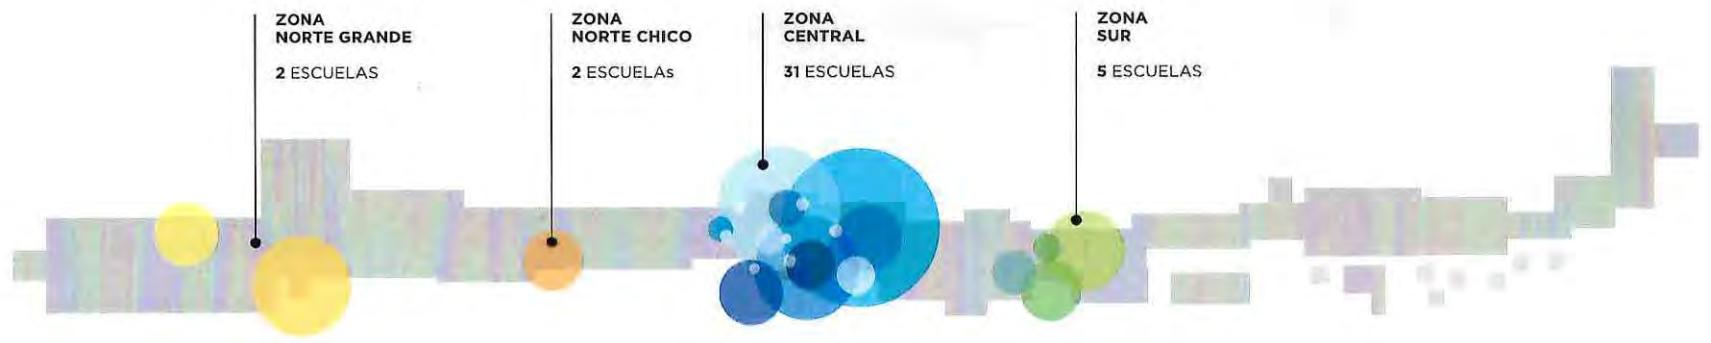 ZONA
NORTE GRANDE
2 ESCUELAS
ZONA
NORTE CHICO
2 ESCUELAs
ZONA
CENTRAL
31 ESCUELAS
ZONA
SUR
5 ESCUELAS